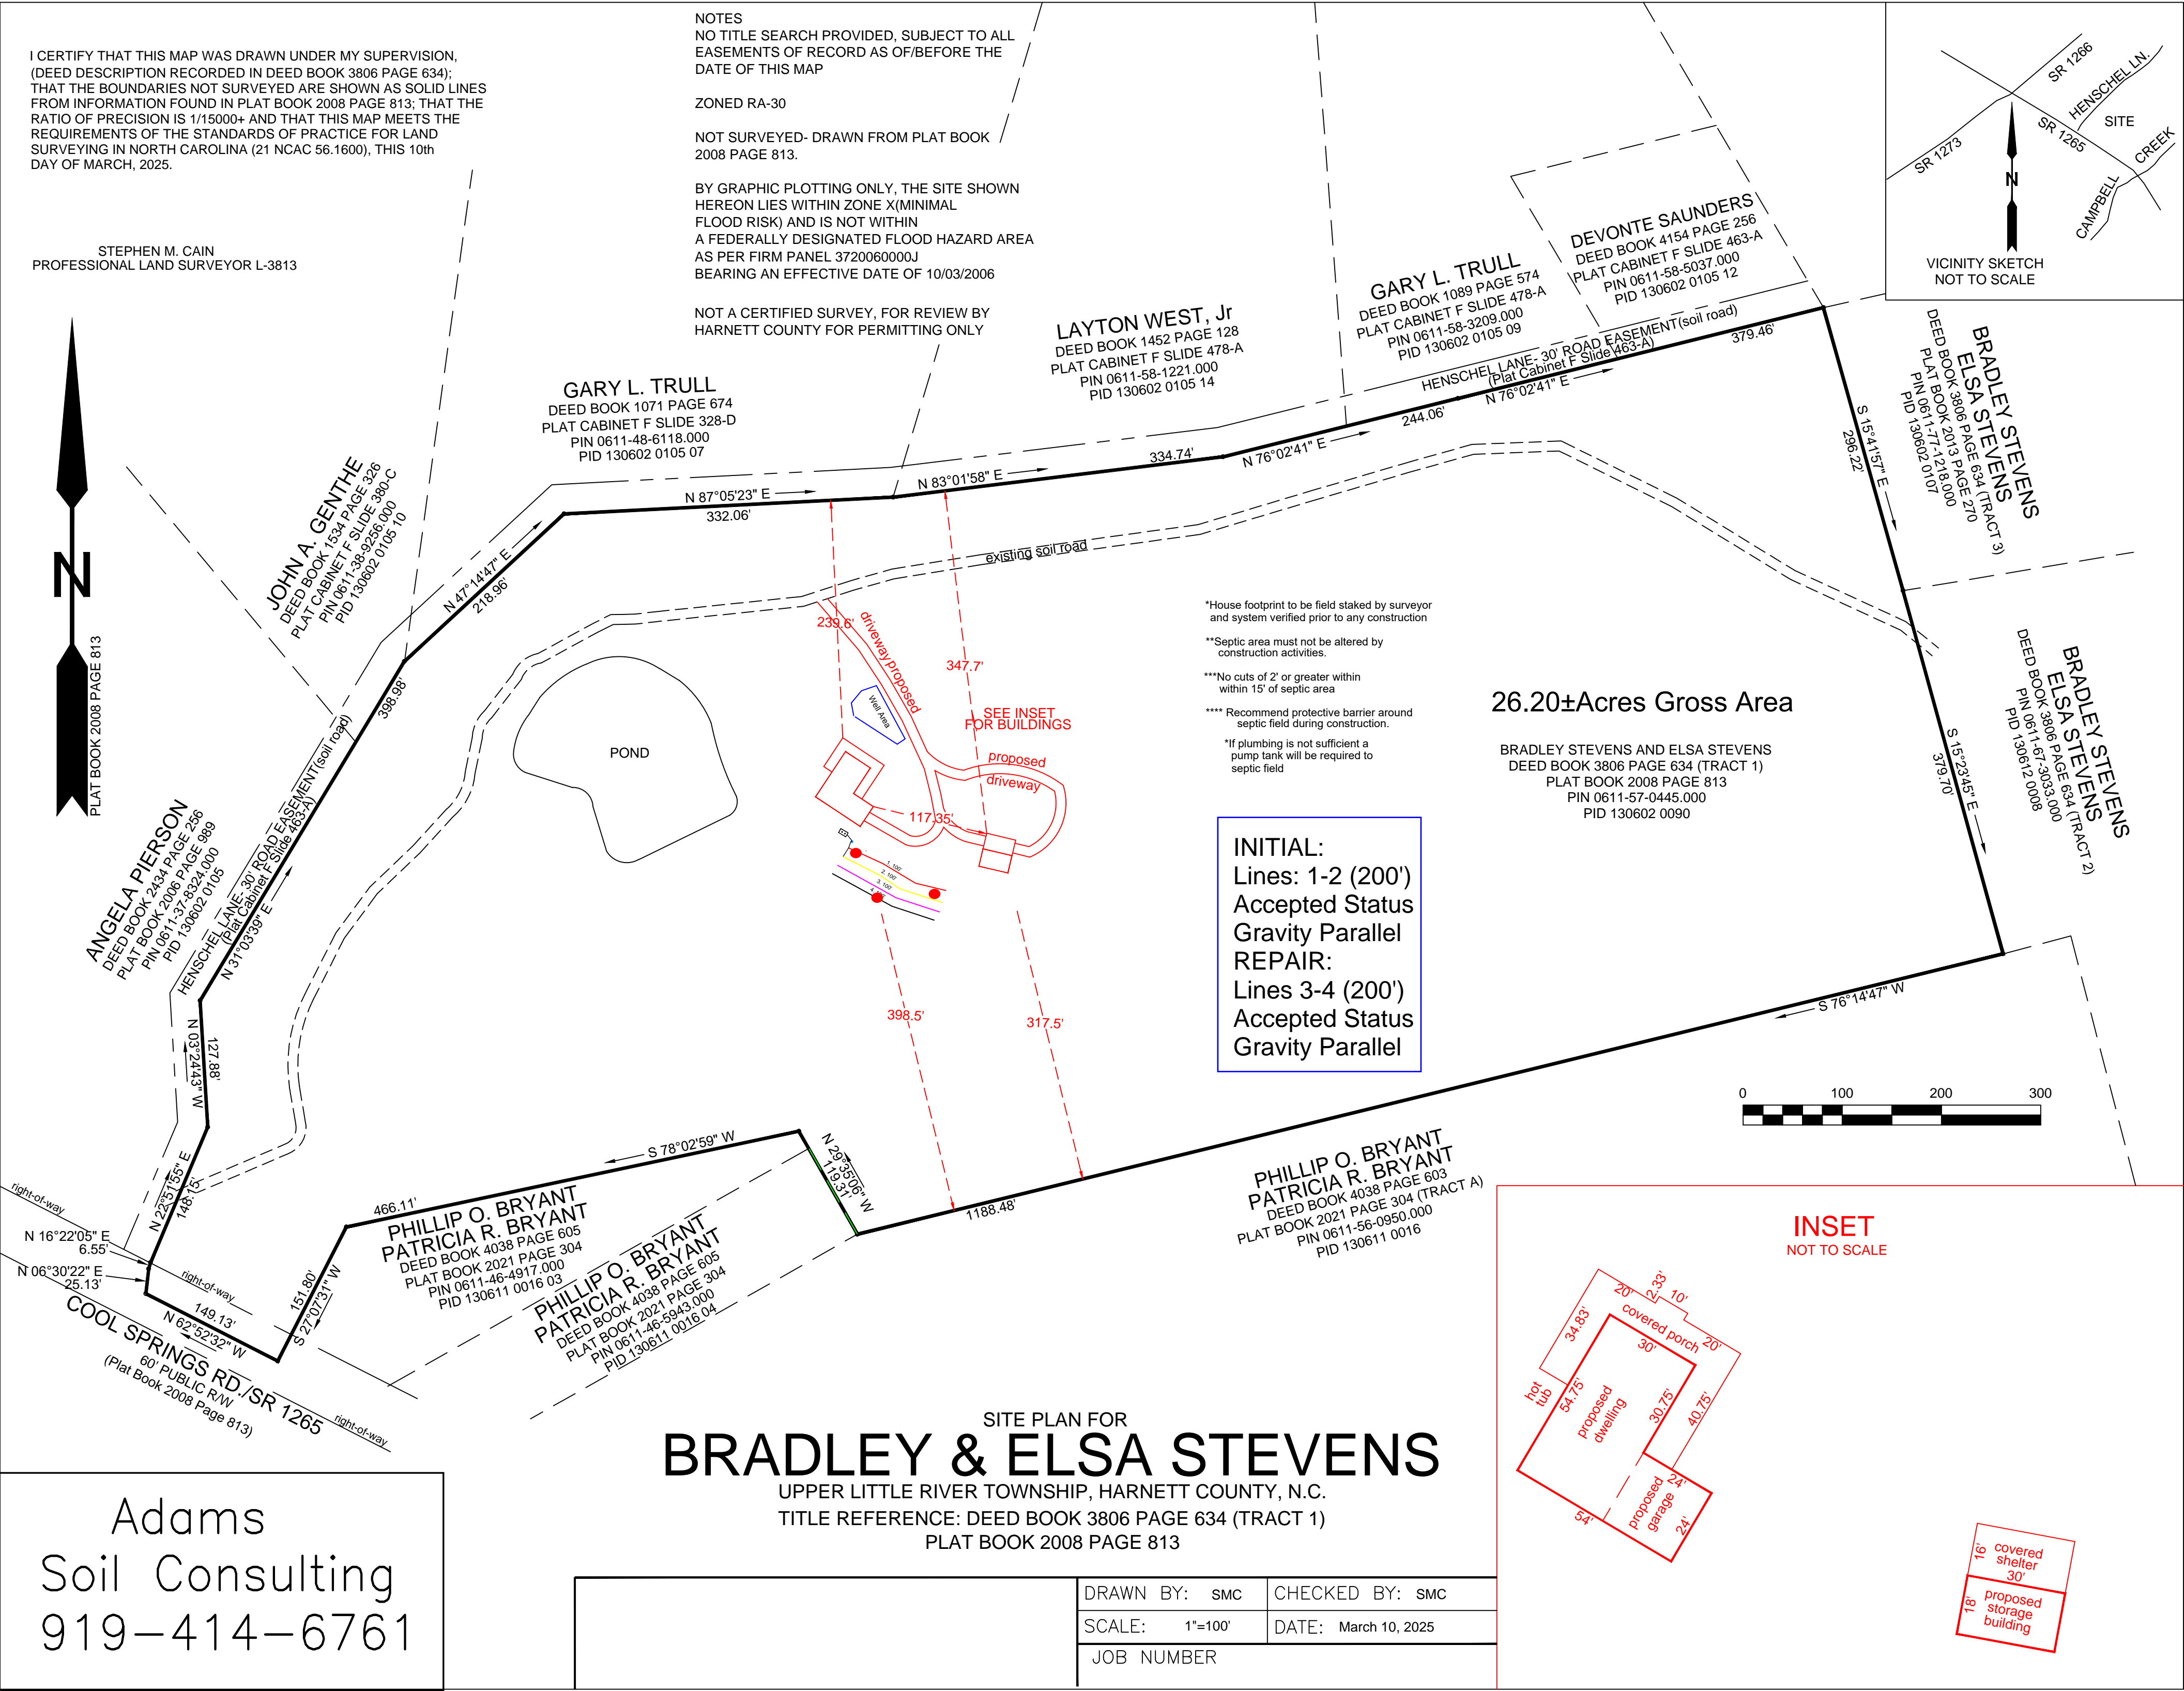 I CERTIFY THAT THIS MAP WAS DRAWN UNDER MY SUPERVISION,
(DEED DESCRIPTION RECORDED IN DEED BOOK 3806 PAGE 634);
THAT THE BOUNDARIES NOT SURVEYED ARE SHOWN AS SOLID LINES
FROM INFORMATION FOUND IN PLAT BOOK 2008 PAGE 813; THAT THE
RATIO OF PRECISION IS 1/15000+ AND THAT THIS MAP MEETS THE
REQUIREMENTS OF THE STANDARDS OF PRACTICE FOR LAND
SURVEYING IN NORTH CAROLINA (21 NCAC 56.1600), THIS 10th
DAY OF MARCH, 2025.
STEPHEN M. CAIN
PROFESSIONAL LAND SURVEYOR L-3813
NOTES
NO TITLE SEARCH PROVIDED, SUBJECT TO ALL
EASEMENTS OF RECORD AS OF/BEFORE THE
DATE OF THIS MAP
ZONED RA-30
NOT SURVEYED- DRAWN FROM PLAT BOOK
2008 PAGE 813.
BY GRAPHIC PLOTTING ONLY, THE SITE SHOWN
HEREON LIES WITHIN ZONE X(MINIMAL
FLOOD RISK) AND IS NOT WITHIN
A FEDERALLY DESIGNATED FLOOD HAZARD AREA
AS PER FIRM PANEL 3720060000J
BEARING AN EFFECTIVE DATE OF 10/03/2006
NOT A CERTIFIED SURVEY, FOR REVIEW BY
HARNETT COUNTY FOR PERMITTING ONLY
SR 1266
HENSCHEL LN.
SITE
SR 1265
SR 1273
CREEK
CAMPBELL
N
VICINITY SKETCH
NOT TO SCALE
N
PLAT BOOK 2008 PAGE 813
JOHN A. GENTHE
DEED BOOK 1534 PAGE 326
PLAT CABINET F SLIDE 380-C
PIN 0611-38-9256.000
PID 130602 0105 10
GARY L. TRULL
DEED BOOK 1071 PAGE 674
PLAT CABINET F SLIDE 328-D
PIN 0611-48-6118.000
PID 130602 0105 07
LAYTON WEST, Jr
DEED BOOK 1452 PAGE 128
PLAT CABINET F SLIDE 478-A
PIN 0611-58-1221.000
PID 130602 0105 14
GARY L. TRULL
DEED BOOK 1089 PAGE 574
PLAT CABINET F SLIDE 478-A
PIN 0611-58-3209.000
PID 130602 0105 09
DEVONTE SAUNDERS
DEED BOOK 4154 PAGE 256
PLAT CABINET F SLIDE 463-A
PIN 0611-58-5037.000
PID 130602 0105 12
HENSCHEL LANE- 30' ROAD EASEMENT(soil road)
(Plat Cabinet F Slide 463-A)
379.46'
N 76°02'41" E
244.06'
N 76°02'41" E
334.74'
N 83°01'58" E
N 87°05'23" E
332.06'
N 47°14'47" E
218.96'
398.98'
BRADLEY STEVENS
ELSA STEVENS
DEED BOOK 3806 PAGE 634 (TRACT 3)
PLAT BOOK 2013 PAGE 270
PIN 0611-77-1218.000
PID 130602 0107
S 15°41'57" E
296.22'
BRADLEY STEVENS
ELSA STEVENS
DEED BOOK 3806 PAGE 634 (TRACT 2)
PIN 0611-67-3033.000
PID 130612 0008
S 15°23'45" E
379.70'
existing soil road
239.6'
driveway proposed
347.7'
Well Area
SEE INSET
FOR BUILDINGS
proposed
driveway
117.35'
POND
1. 100'
2. 100'
3. 100'
4.
398.5'
317.5'
*House footprint to be field staked by surveyor
and system verified prior to any construction
**Septic area must not be altered by
construction activities.
***No cuts of 2' or greater within
within 15' of septic area
**** Recommend protective barrier around
septic field during construction.
*If plumbing is not sufficient a
pump tank will be required to
septic field
26.20±Acres Gross Area
BRADLEY STEVENS AND ELSA STEVENS
DEED BOOK 3806 PAGE 634 (TRACT 1)
PLAT BOOK 2008 PAGE 813
PIN 0611-57-0445.000
PID 130602 0090
INITIAL:
Lines: 1-2 (200')
Accepted Status
Gravity Parallel
REPAIR:
Lines 3-4 (200')
Accepted Status
Gravity Parallel
ANGELA PIERSON
DEED BOOK 2434 PAGE 256
PLAT BOOK 2006 PAGE 989
PIN 0611-37-8324.000
PID 130602 0105
HENSCHEL LANE- 30' ROAD EASEMENT(soil road)
(Plat Cabinet F Slide 463-A)
N 31°03'39" E
N 03°24'43" W
127.88'
N 22°51'55" E
148.15'
right-of-way
N 16°22'05" E
6.55'
N 06°30'22" E
25.13'
right-of-way
149.13'
N 62°52'32" W
COOL SPRINGS RD./SR 1265
60' PUBLIC R/W
(Plat Book 2008 Page 813)
right-of-way
151.80'
S 27°07'31" W
466.11'
S 78°02'59" W
N 29°35'06" W
119.31'
1188.48'
S 76°14'47" W
PHILLIP O. BRYANT
PATRICIA R. BRYANT
DEED BOOK 4038 PAGE 605
PLAT BOOK 2021 PAGE 304
PIN 0611-46-4917.000
PID 130611 0016 03
PHILLIP O. BRYANT
PATRICIA R. BRYANT
DEED BOOK 4038 PAGE 605
PLAT BOOK 2021 PAGE 304
PIN 0611-46-5943.000
PID 130611 0016 04
PHILLIP O. BRYANT
PATRICIA R. BRYANT
DEED BOOK 4038 PAGE 603
PLAT BOOK 2021 PAGE 304 (TRACT A)
PIN 0611-56-0950.000
PID 130611 0016
0 100 200 300
INSET
NOT TO SCALE
20'
2.33'
10'
34.83'
covered porch
20'
30'
hot
tub
54.75'
proposed
dwelling
30.75'
40.75'
24'
proposed
garage
24'
54'
16'
covered
shelter
30'
18'
proposed
storage
building
SITE PLAN FOR
BRADLEY & ELSA STEVENS
UPPER LITTLE RIVER TOWNSHIP, HARNETT COUNTY, N.C.
TITLE REFERENCE: DEED BOOK 3806 PAGE 634 (TRACT 1)
PLAT BOOK 2008 PAGE 813
Adams
Soil Consulting
919-414-6761
DRAWN BY: SMC
CHECKED BY: SMC
SCALE: 1"=100'
DATE: March 10, 2025
JOB NUMBER